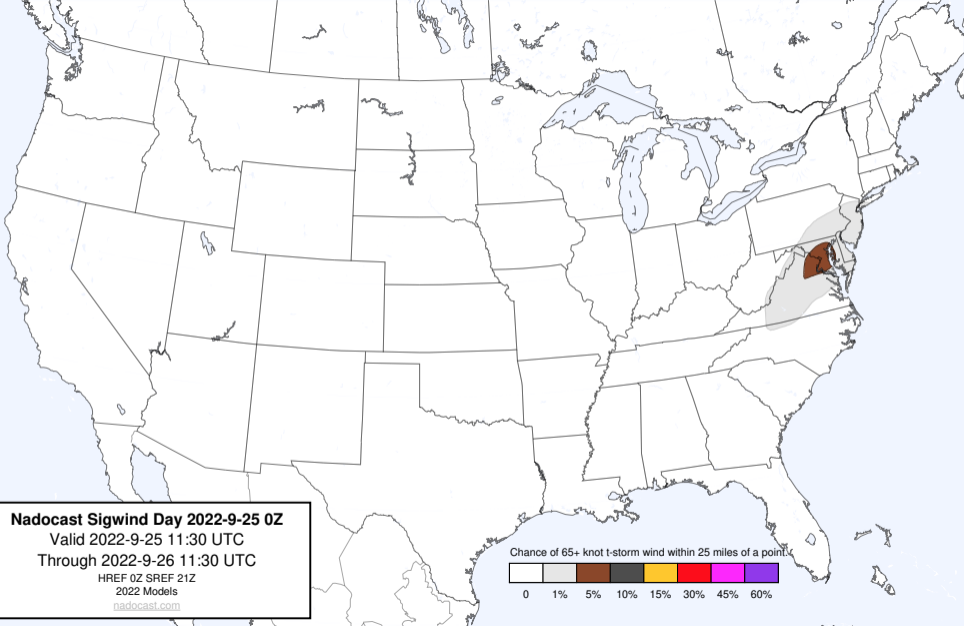 Nadocast Sigwind Day 2022-9-25 0Z
Valid 2022-9-25 11:30 UTC
Through 2022-9-26 11:30 UTC
HREF 0Z SREF 21Z
2022 Models
nadocast.com
Chance of 65+ knot t-storm wind within 25 miles of a point.
0 1% 5% 10% 15% 30% 45% 60%